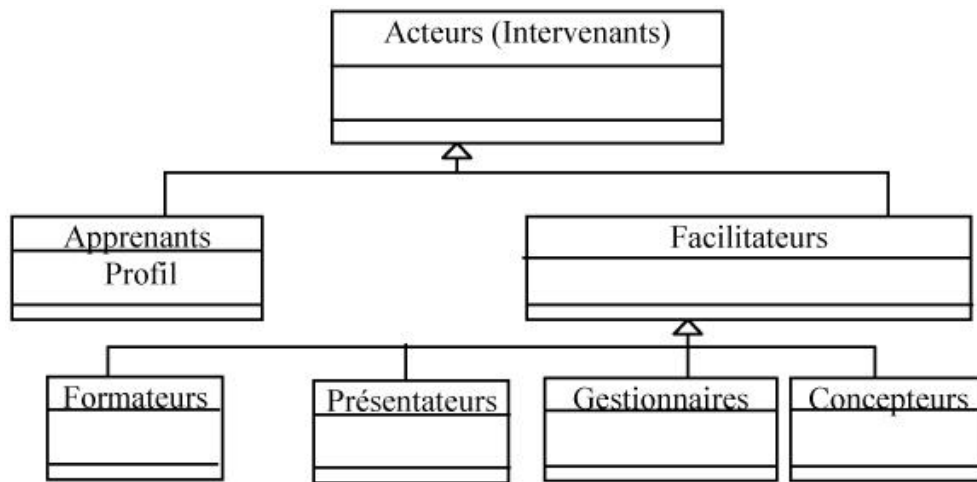 Acteurs (Intervenants)
Apprenants
Profil
Facilitateurs
Formateurs
Présentateurs
Gestionnaires
Concepteurs